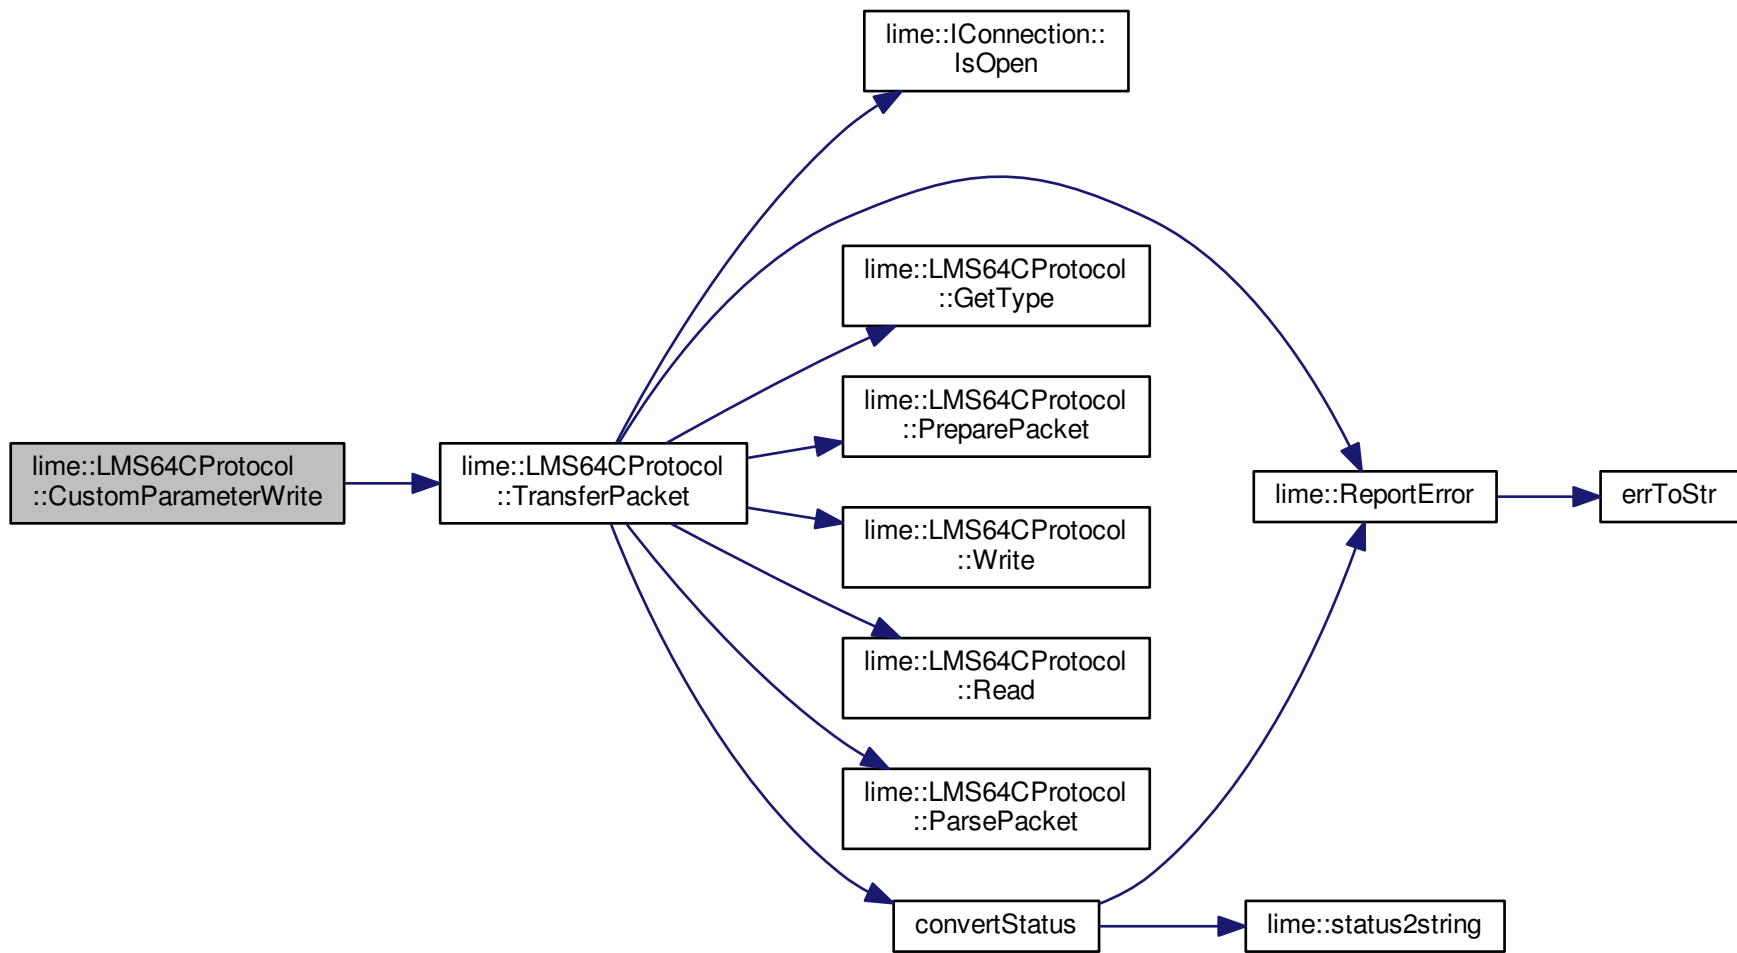 lime::IConnection::
IsOpen
lime::LMS64CProtocol
::GetType
lime::LMS64CProtocol
::PreparePacket
lime::LMS64CProtocol
::CustomParameterWrite
lime::LMS64CProtocol
::TransferPacket
lime::ReportError
errToStr
lime::LMS64CProtocol
::Write
lime::LMS64CProtocol
::Read
lime::LMS64CProtocol
::ParsePacket
convertStatus
lime::status2string